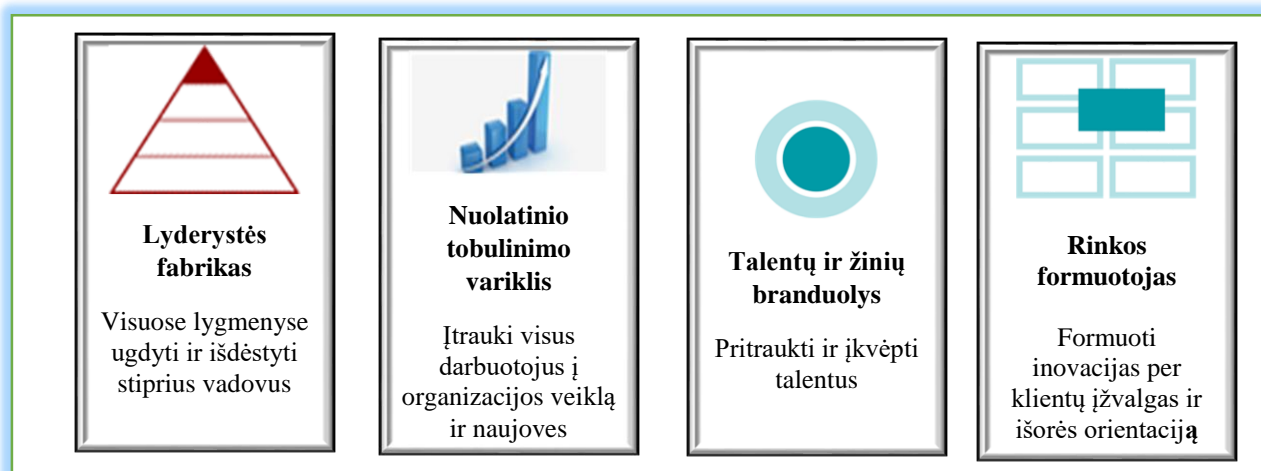 Lyderystės
fabrikas
Visuose lygmenyse
ugdyti ir išdėstyti
stiprius vadovus
Nuolatinio
tobulinimo
variklis
Įtrauki visus
darbuotojus į
organizacijos veiklą
ir naujoves
Talentų ir žinių
branduolys
Pritraukti ir įkvėpti
talentus
Rinkos
formuotojas
Formuoti
inovacijas per
klientų įžvalgas ir
išorės orientaciją